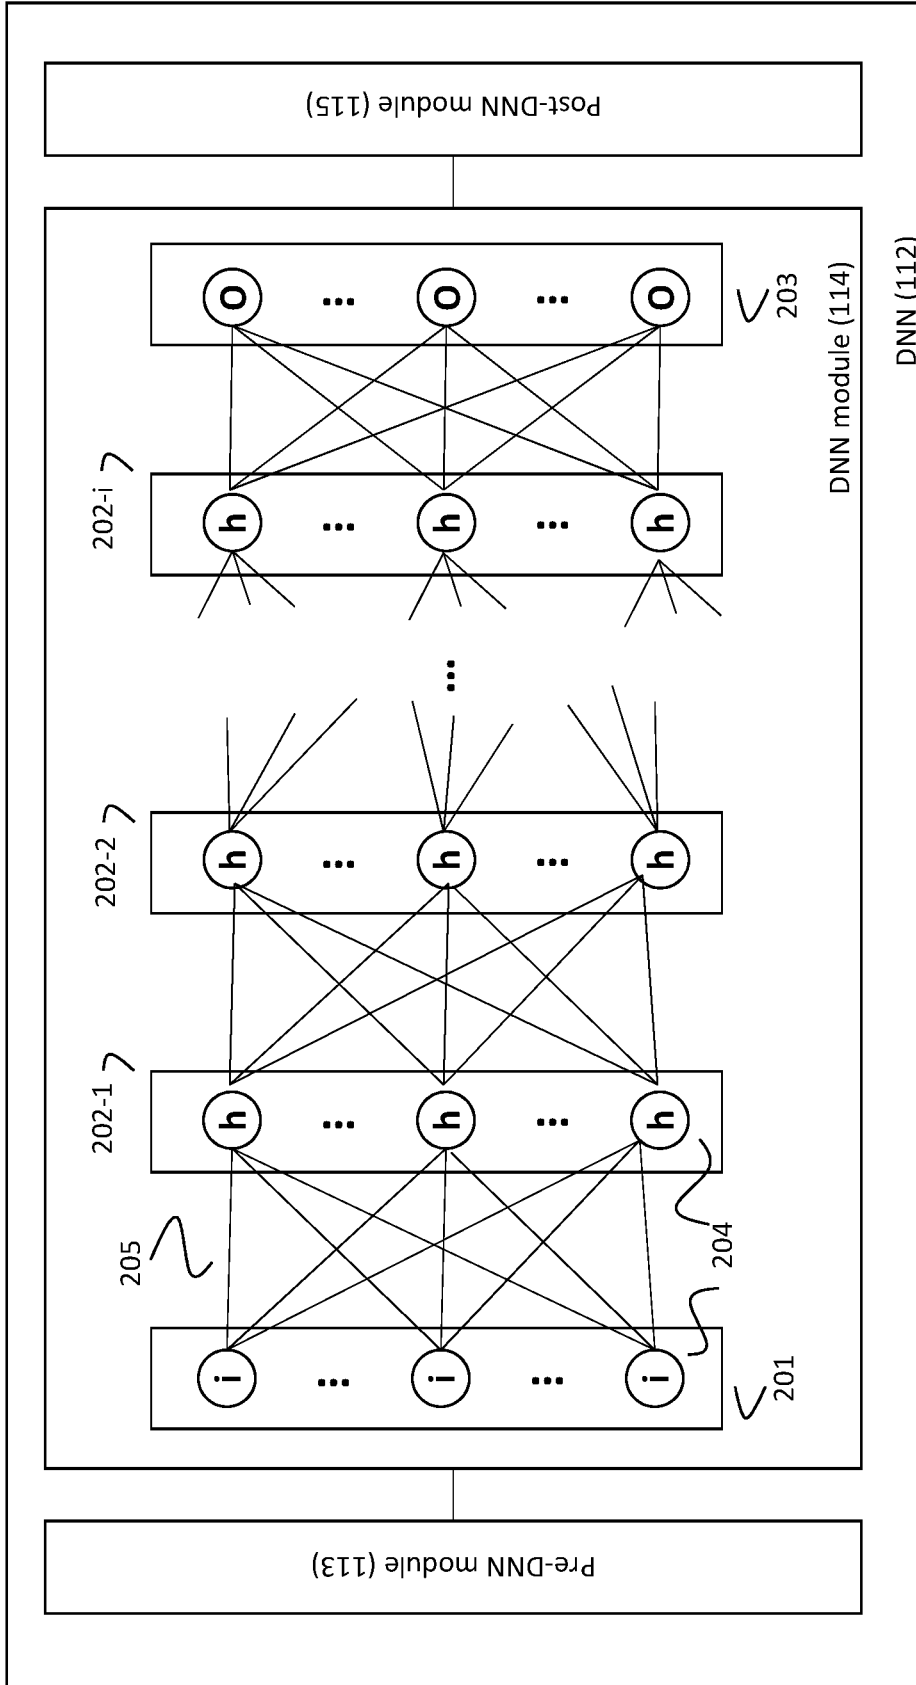 Pre-DNN module (113)
201
i
...
i
...
i
205
204
202-1
h
...
h
...
h
202-2
h
...
h
...
h
...
202-i
h
...
h
...
h
203
O
...
O
...
O
DNN module (114)
Post-DNN module (115)
DNN (112)